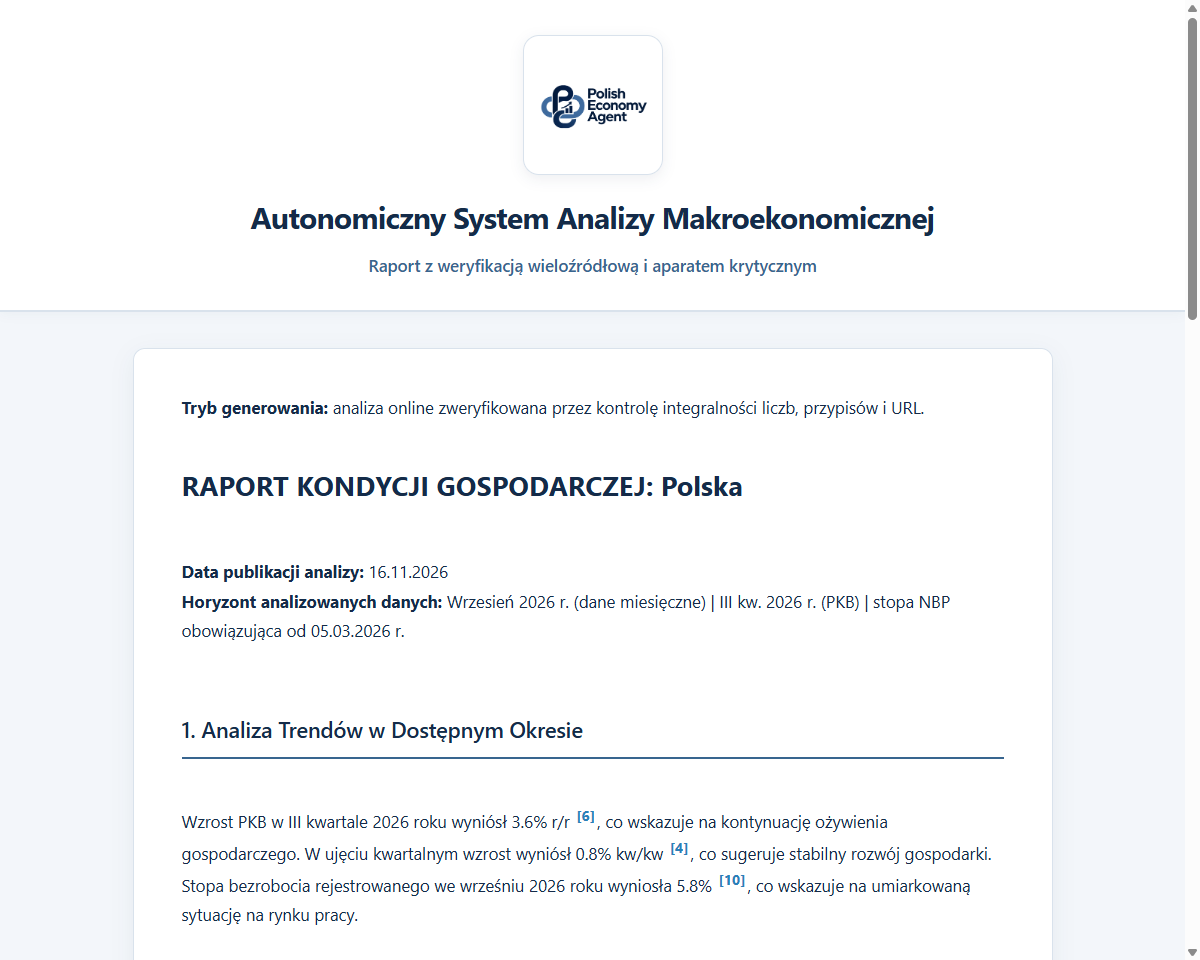 Polish
Economy
Agent
Autonomiczny System Analizy Makroekonomicznej
Raport z weryfikacją wieloźródłową i aparatem krytycznym
Tryb generowania: analiza online zweryfikowana przez kontrolę integralności liczb, przypisów i URL.
RAPORT KONDYCJI GOSPODARCZEJ: Polska
Data publikacji analizy: 16.11.2026
Horyzont analizowanych danych: Wrzesień 2026 r. (dane miesięczne) | III kw. 2026 r. (PKB) | stopa NBP
obowiązująca od 05.03.2026 r.
1. Analiza Trendów w Dostępnym Okresie
Wzrost PKB w III kwartale 2026 roku wyniósł 3.6% r/r [6], co wskazuje na kontynuację ożywienia
gospodarczego. W ujęciu kwartalnym wzrost wyniósł 0.8% kw/kw [4], co sugeruje stabilny rozwój gospodarki.
Stopa bezrobocia rejestrowanego we wrześniu 2026 roku wyniosła 5.8% [10], co wskazuje na umiarkowaną
sytuację na rynku pracy.